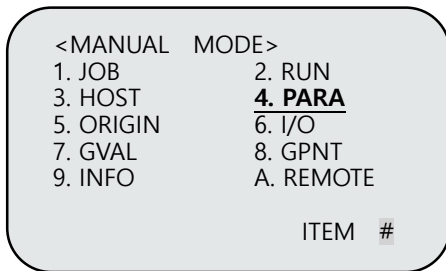 <MANUAL MODE>
1. JOB 2. RUN
3. HOST 4. PARA
5. ORIGIN 6. I/O
7. GVAL 8. GPNT
9. INFO A. REMOTE
ITEM #